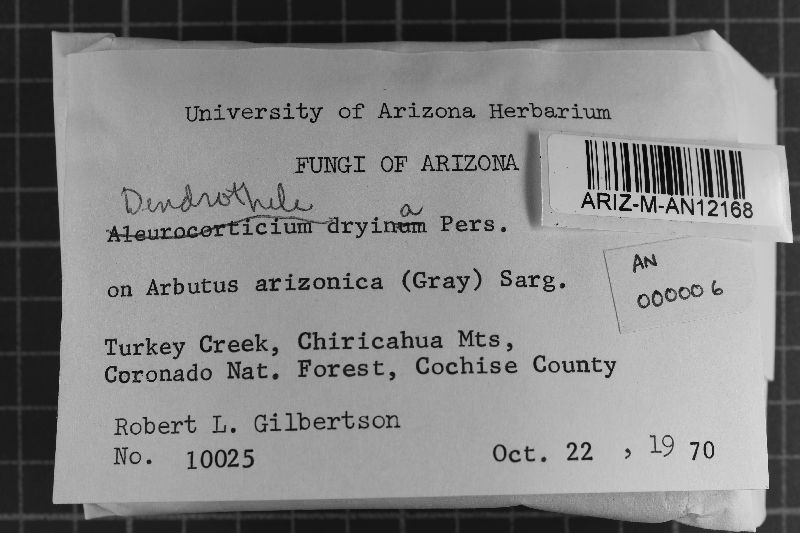 University of Arizona Herbarium
FUNGI OF ARIZONA
ARIZ-M-AN12168
Dendrothele
a
Aleurocorticium dryinum Pers.
on Arbutus arizonica (Gray) Sarg.
AN
000006
Turkey Creek, Chiricahua Mts,
Coronado Nat. Forest, Cochise County
Robert L. Gilbertson
No. 10025
Oct. 22 , 19 70